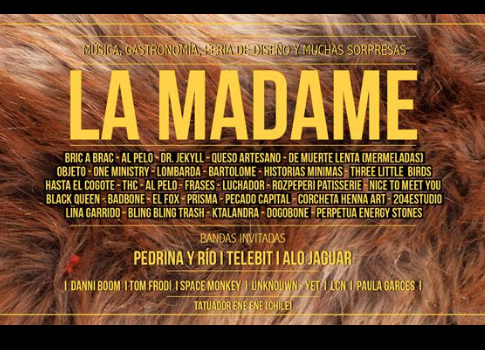 MÚSICA, GASTRONOMÍA, FERIA DE DISEÑO Y MUCHAS SORPRESAS
LA MADAME
BRIC A BRAC - AL PELO - DR. JEKYLL - QUESO ARTESANO - DE MUERTE LENTA (MERMELADAS)
OBJETO - ONE MINISTRY - LOMBARDA - BARTOLOME - HISTORIAS MINIMAS - THREE LITTLE BIRDS
HASTA EL COGOTE - THC - AL PELO - FRASES - LUCHADOR - ROZPEPERI PATISSERIE - NICE TO MEET YOU
BLACK QUEEN - BADBONE - EL FOX - PRISMA - PECADO CAPITAL - CORCHETA HENNA ART - 204ESTUDIO
LINA GARRIDO - BLING BLING TRASH - KTALANDRA - DOGOBONE - PERPETUA ENERGY STONES
BANDAS INVITADAS
PEDRINA Y RÍO I TELEBIT I ALO JAGUAR
I DANNI BOOM I TOM FRODI I SPACE MONKEY I UNKNDOWN - YET I LCN I PAULA GARCES I
TATUADOR ENE ENE (CHILE)